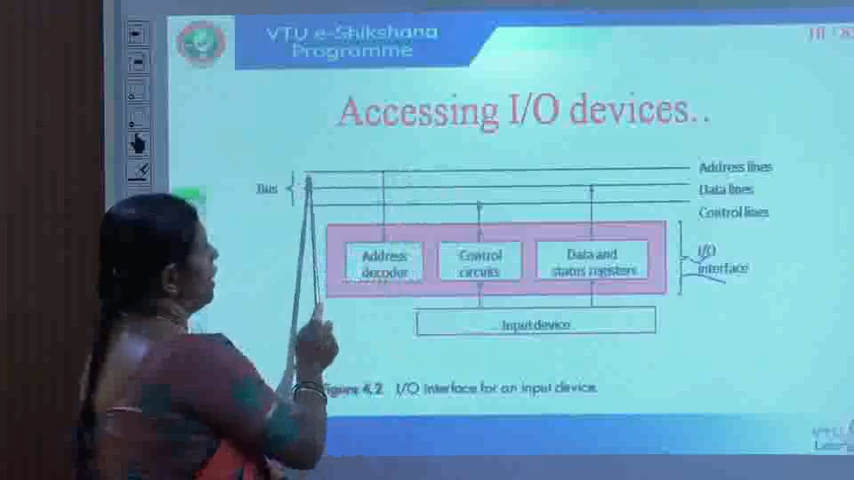 VTU e-Shikshana
Programme
Accessing I/O devices..
Bus
Address lines
Data lines
Control lines
Address
decoder
Control
circuits
Data and
status registers
I/O
interface
Input device
Figure 4.2 I/O interface for an input device.
VTU